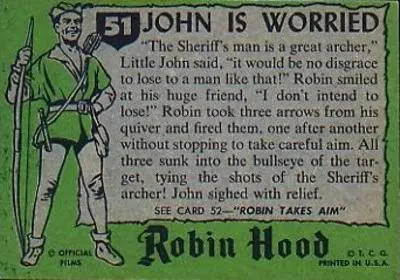 51
JOHN IS WORRIED
"The Sheriff's man is a great archer,"
Little John said, "it would be no disgrace
to lose to a man like that!" Robin smiled
at his huge friend, "I don't intend to
lose!" Robin took three arrows from his
quiver and fired them, one after another
without stopping to take careful aim. All
three sunk into the bullseye of the tar-
get, tying the shots of the Sheriff's
archer! John sighed with relief.
SEE CARD 52—"ROBIN TAKES AIM"
© OFFICIAL
FILMS
Robin Hood
© T. C. G.
PRINTED IN U.S.A.